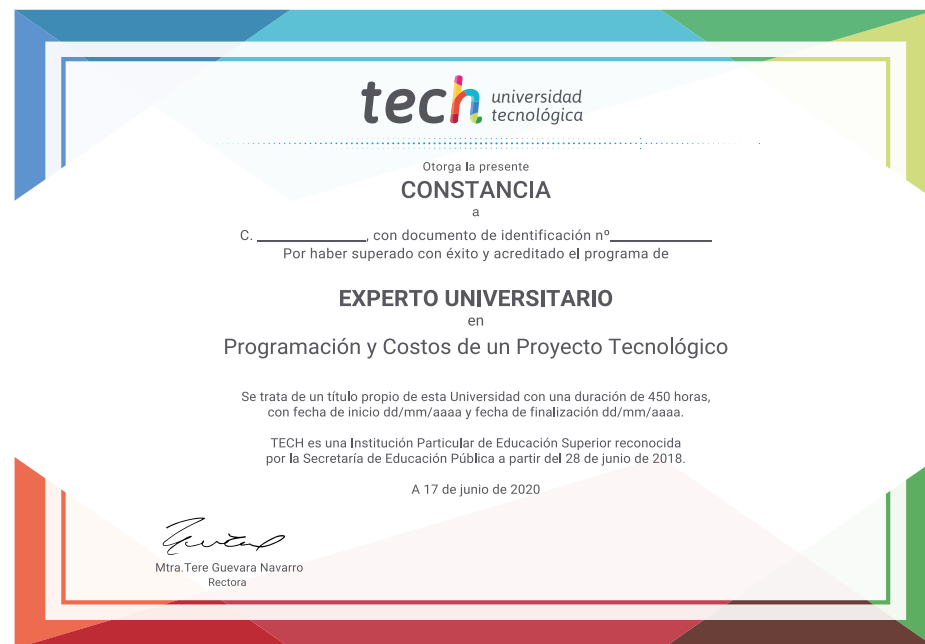 tech universidad
tecnológica
Otorga la presente
CONSTANCIA
a
C. ____________, con documento de identificación nº____________
Por haber superado con éxito y acreditado el programa de
EXPERTO UNIVERSITARIO
en
Programación y Costos de un Proyecto Tecnológico
Se trata de un título propio de esta Universidad con una duración de 450 horas,
con fecha de inicio dd/mm/aaaa y fecha de finalización dd/mm/aaaa.
TECH es una Institución Particular de Educación Superior reconocida
por la Secretaría de Educación Pública a partir del 28 de junio de 2018.
A 17 de junio de 2020
Mtra.Tere Guevara Navarro
Rectora